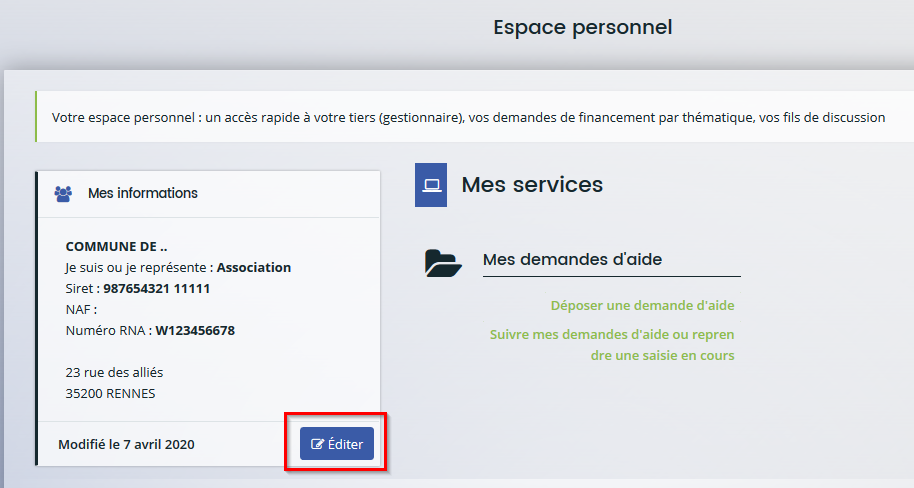 Espace personnel
Votre espace personnel : un accès rapide à votre tiers (gestionnaire), vos demandes de financement par thématique, vos fils de discussion
Mes informations
COMMUNE DE ..
Je suis ou je représente : Association
Siret : 987654321 11111
NAF :
Numéro RNA : W123456678
23 rue des alliés
35200 RENNES
Modifié le 7 avril 2020
Éditer
Mes services
Mes demandes d'aide
Déposer une demande d'aide
Suivre mes demandes d'aide ou repren
dre une saisie en cours